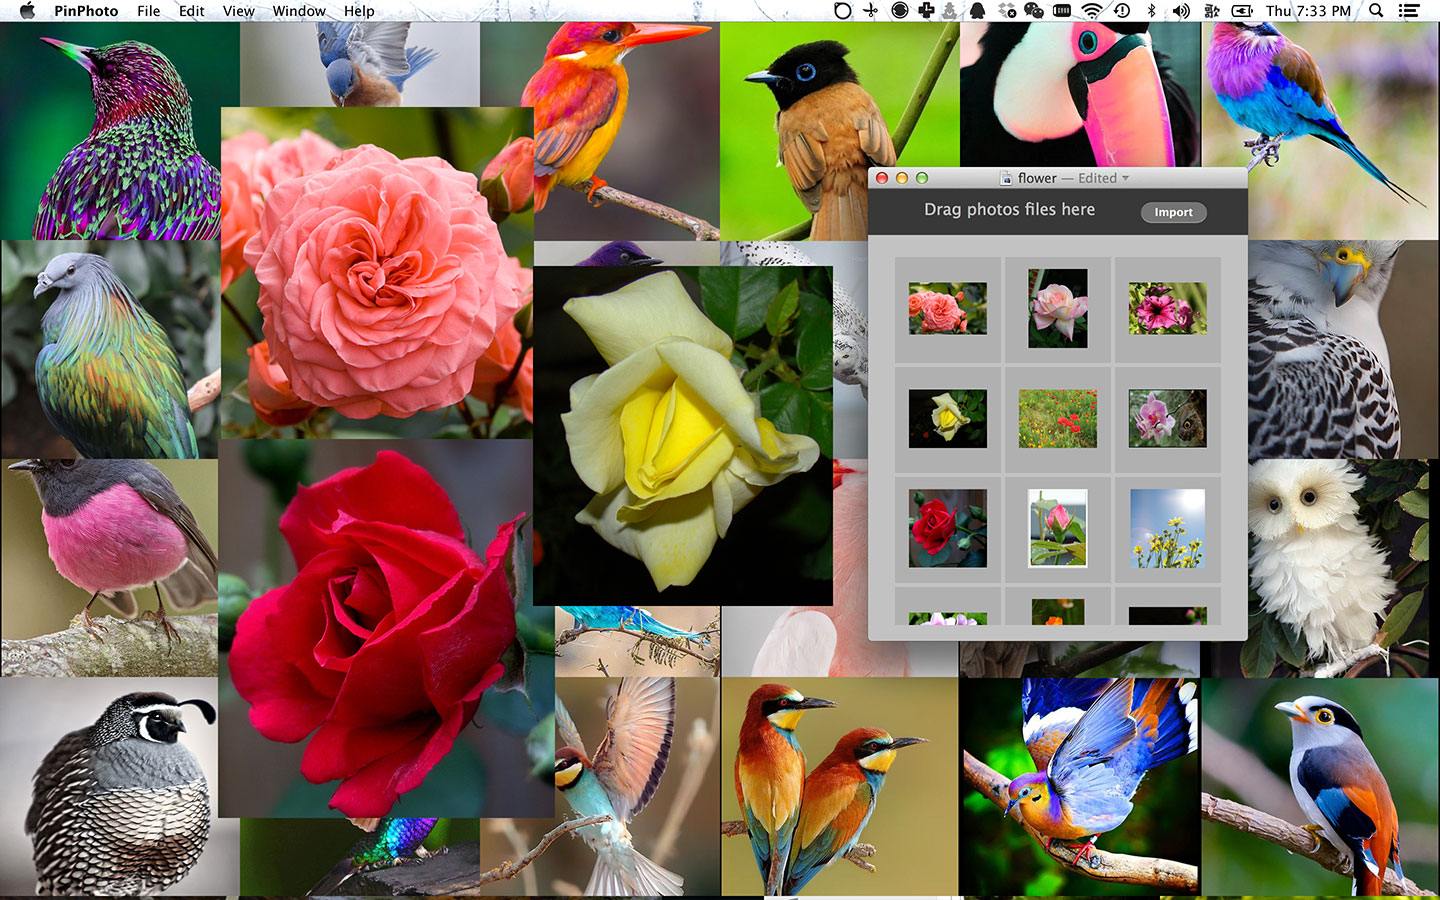 PinPhoto File Edit View Window Help Thu 7:33 PM
flower — Edited
Drag photos files here
Import